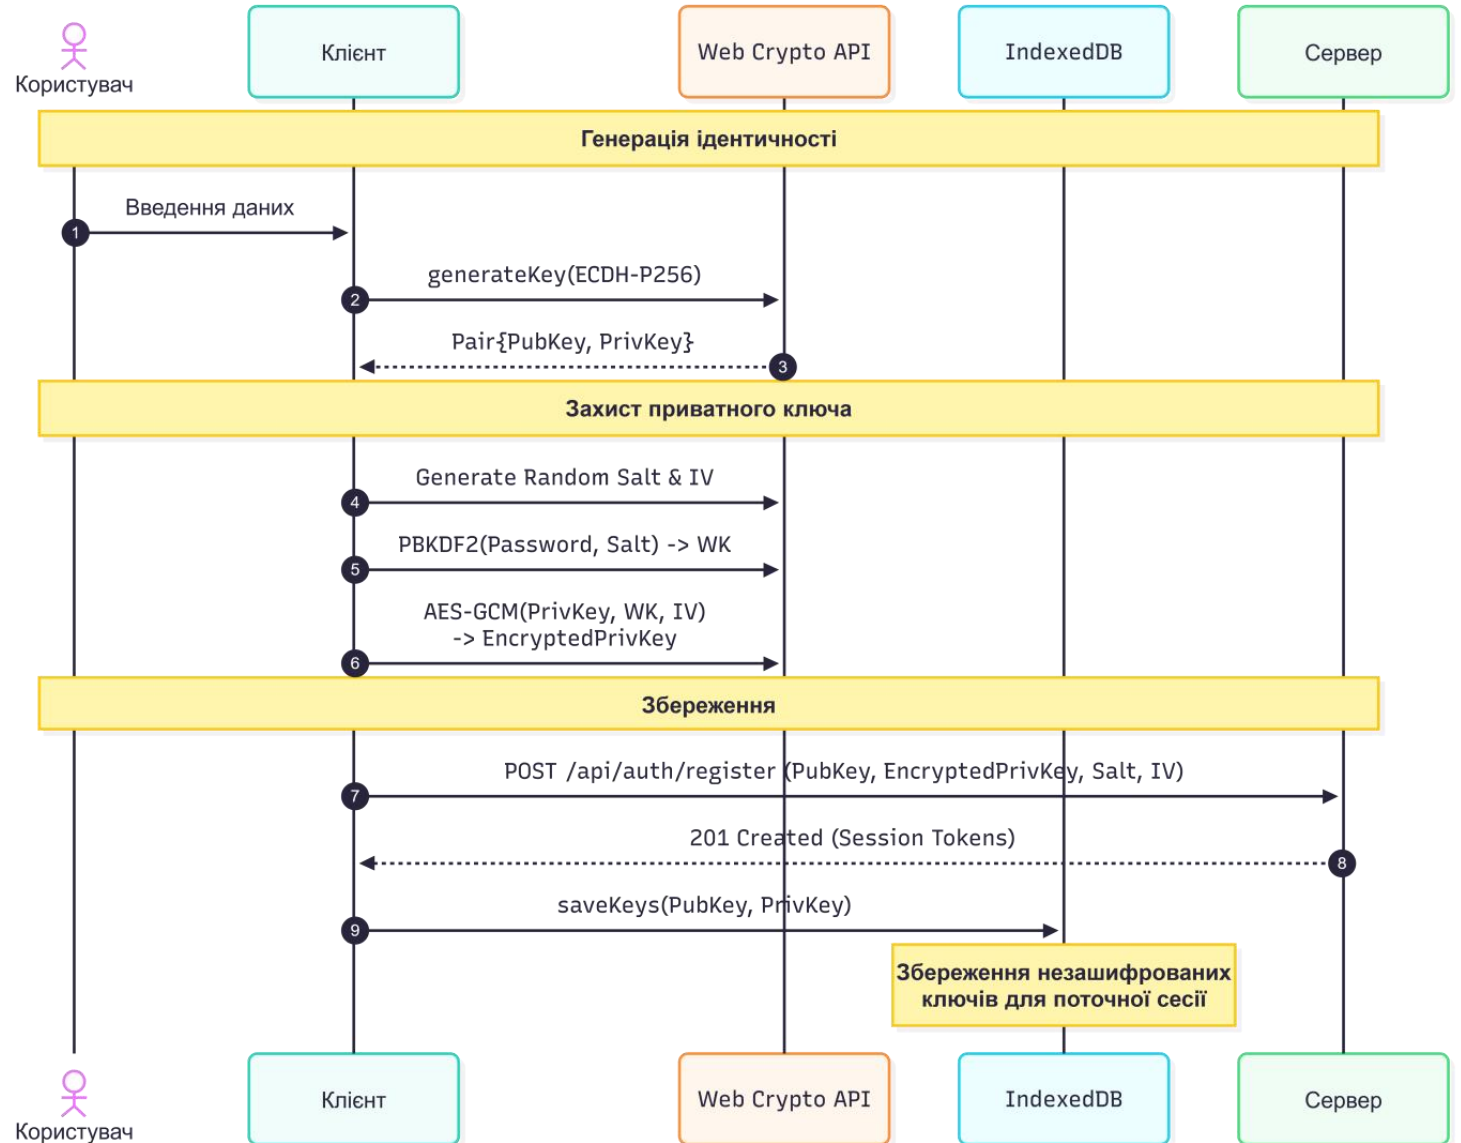 Користувач
Клієнт
Web Crypto API
IndexedDB
Сервер
Генерація ідентичності
Введення даних
1
generateKey(ECDH-P256)
2
Pair{PubKey, PrivKey}
3
Захист приватного ключа
Generate Random Salt & IV
4
PBKDF2(Password, Salt) -> WK
5
AES-GCM(PrivKey, WK, IV)
-> EncryptedPrivKey
6
Збереження
POST /api/auth/register (PubKey, EncryptedPrivKey, Salt, IV)
7
201 Created (Session Tokens)
8
saveKeys(PubKey, PrivKey)
9
Збереження незашифрованих
ключів для поточної сесії
Користувач
Клієнт
Web Crypto API
IndexedDB
Сервер